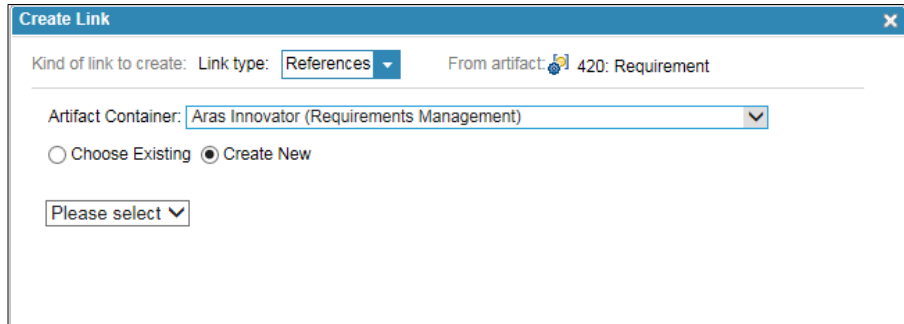 Create Link
Kind of link to create: Link type: References From artifact: 420: Requirement
Artifact Container: Aras Innovator (Requirements Management)
Choose Existing Create New
Please select